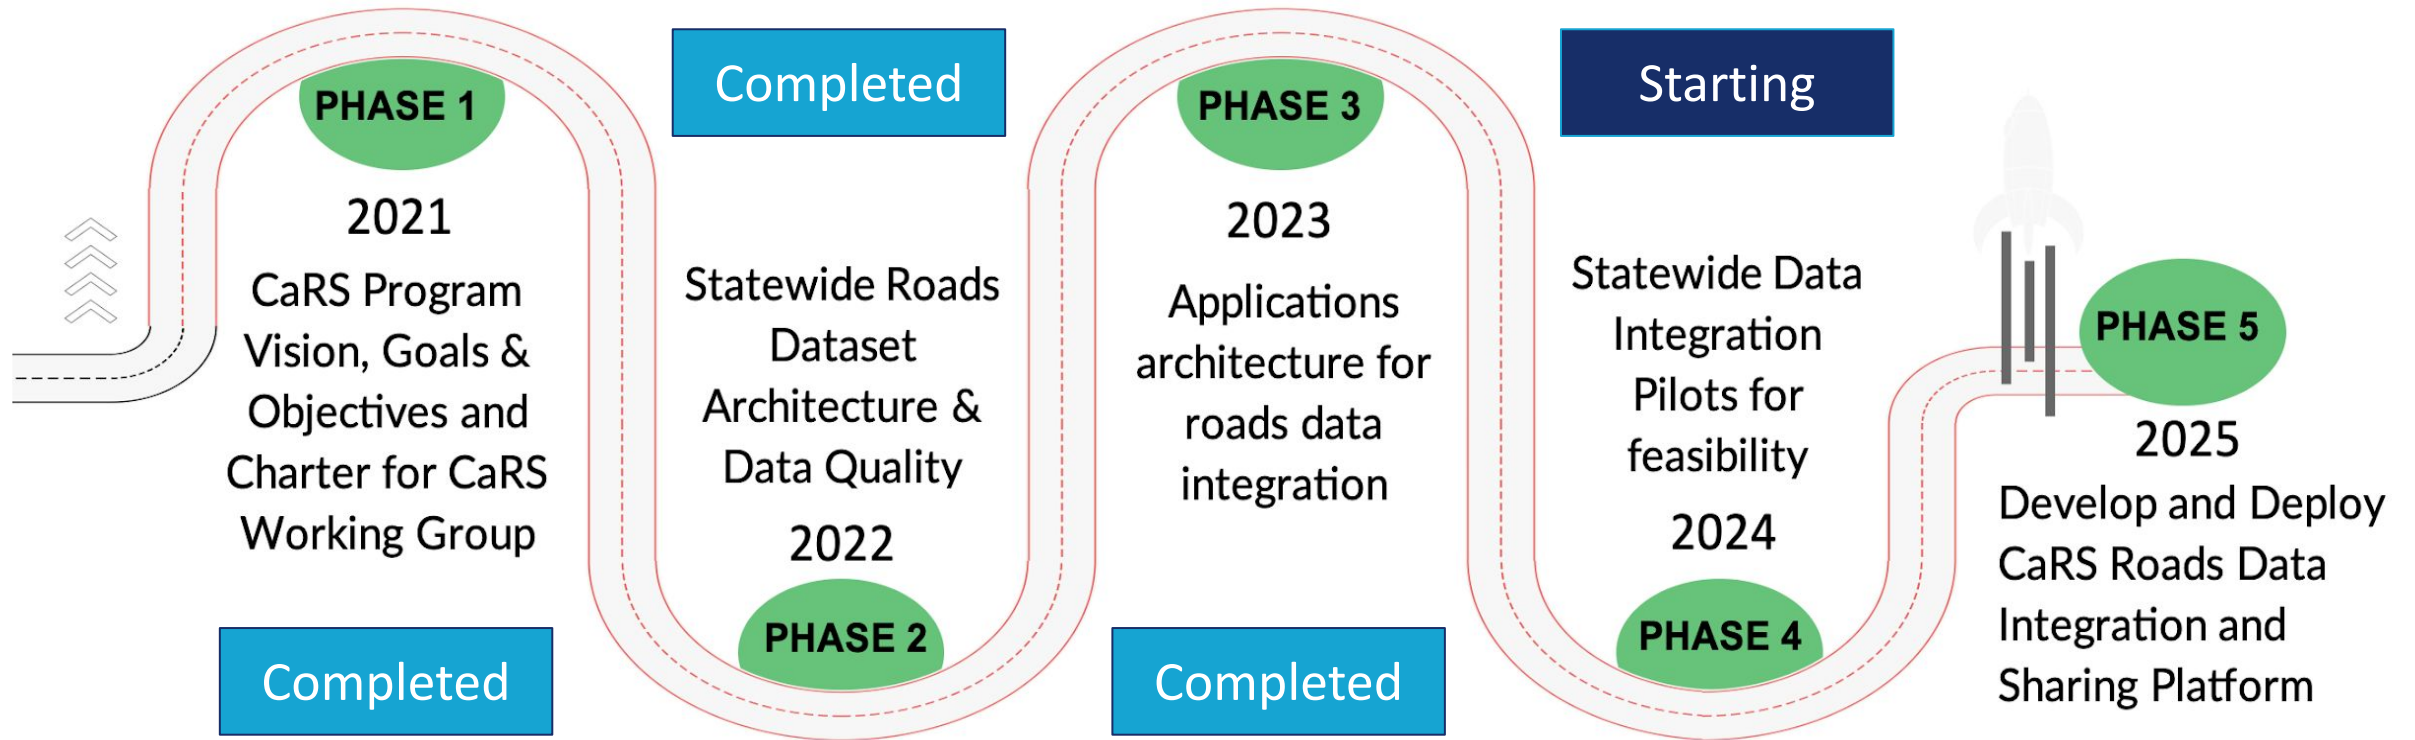 PHASE 1
2021
CaRS Program
Vision, Goals &
Objectives and
Charter for CaRS
Working Group
Completed
Completed
Statewide Roads
Dataset
Architecture &
Data Quality
2022
PHASE 2
PHASE 3
2023
Applications
architecture for
roads data
integration
Completed
Starting
Statewide Data
Integration
Pilots for
feasibility
2024
PHASE 4
PHASE 5
2025
Develop and Deploy
CaRS Roads Data
Integration and
Sharing Platform